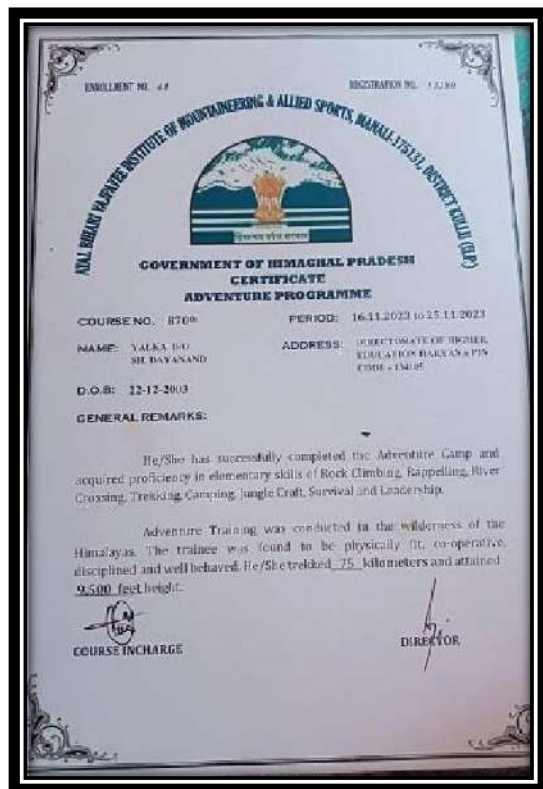 ENROLLMENT NO. 48
REGISTRATION NO.
ATAL BIHARI VAJPAYEE INSTITUTE OF MOUNTAINEERING & ALLIED SPORTS, MANALI-175131, DISTRICT KULLU (H.P.)
हिमाचल प्रदेश सरकार
GOVERNMENT OF HIMACHAL PRADESH
CERTIFICATE
ADVENTURE PROGRAMME
COURSE NO. 870th
PERIOD: 16.11.2023 to 25.11.2023
NAME: D/O
SH. DAYANAND
ADDRESS: DIRECTORATE OF HIGHER
EDUCATION HARYANA PIN
CODE - 134105
D.O.B: 22-12-2003
GENERAL REMARKS:
He/She has successfully completed the Adventure Camp and
acquired proficiency in elementary skills of Rock Climbing, Rappelling, River
Crossing, Trekking, Camping, Jungle Craft, Survival and Leadership.
Adventure Training was conducted in the wilderness of the
Himalayas. The trainee was found to be physically fit, co-operative,
disciplined and well behaved. He/She trekked 75 kilometers and attained
9,500 feet height.
COURSE INCHARGE
DIRECTOR